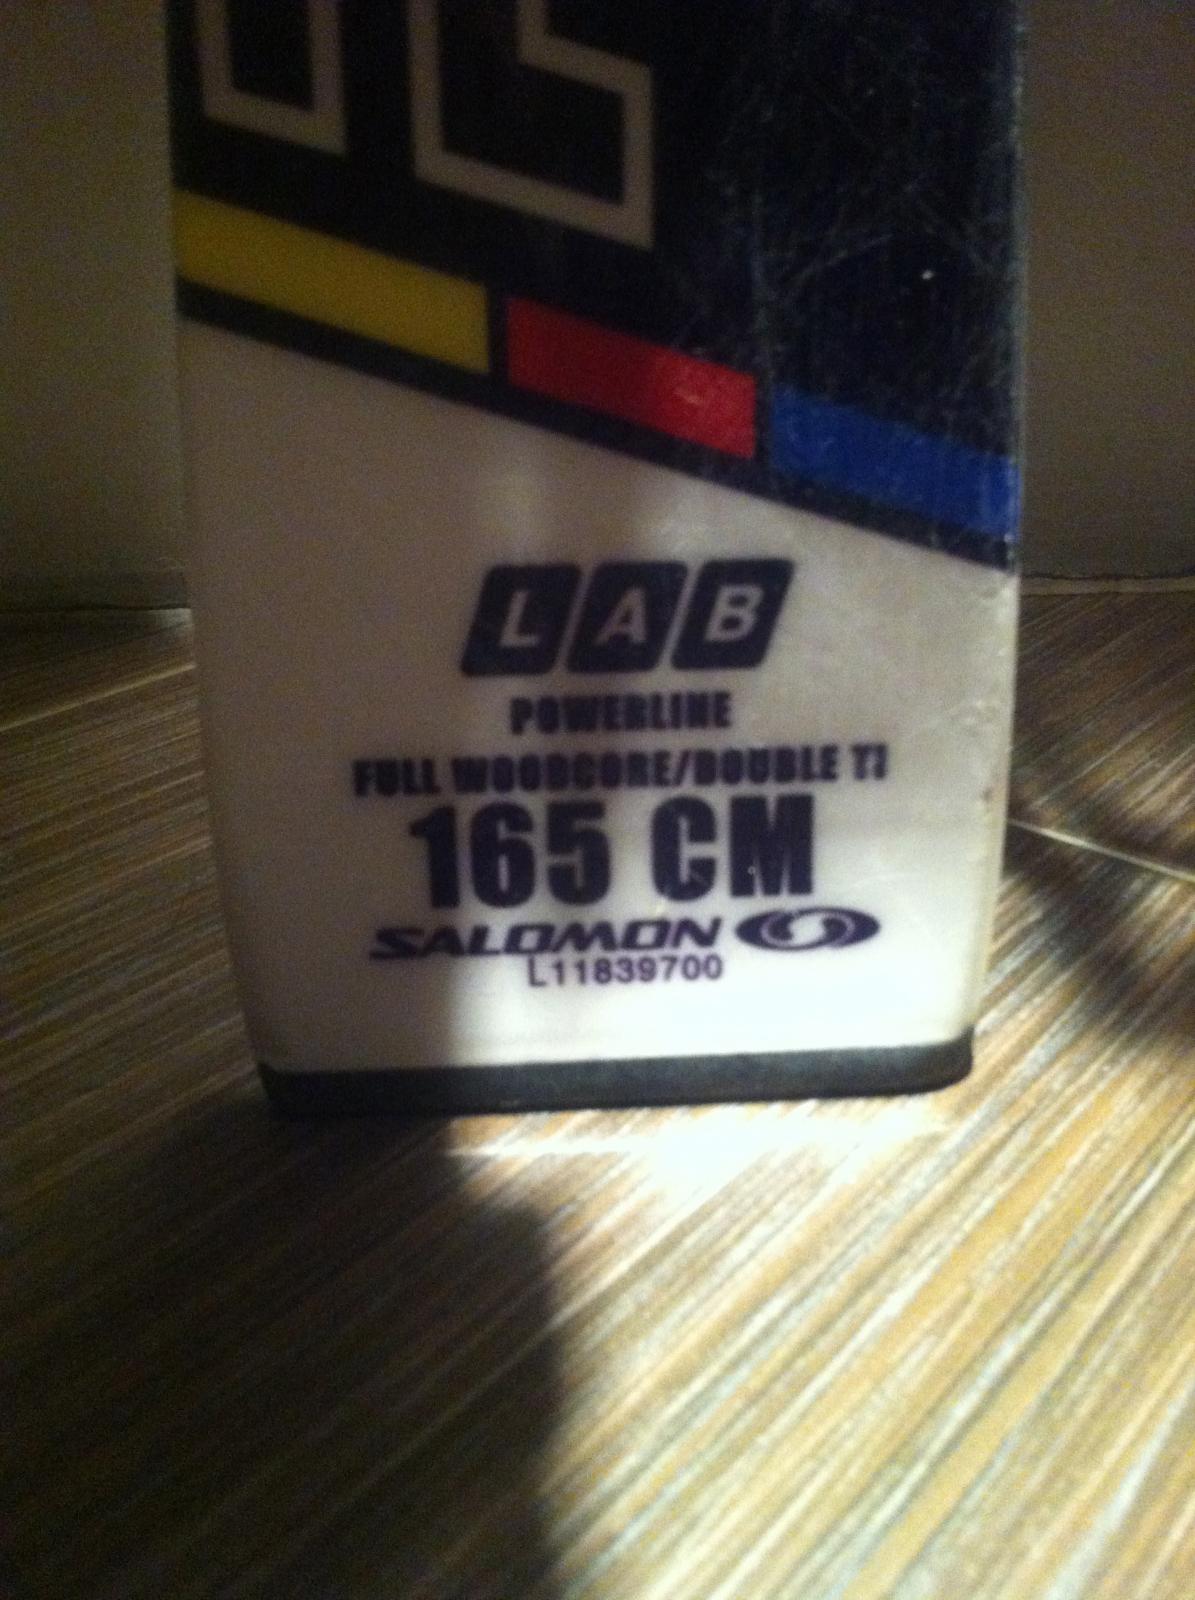 LAB
POWERLINE
FULL WOODCORE/DOUBLE TI
165 CM
SALOMON
L11839700